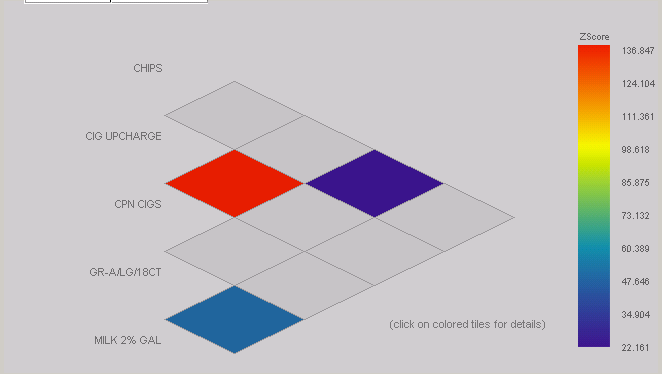 ZScore
136.847
CHIPS
124.104
111.361
CIG UPCHARGE
98.618
85.875
CPN CIGS
73.132
60.389
GR-A/LG/18CT
47.646
34.904
(click on colored tiles for details)
MILK 2% GAL
22.161